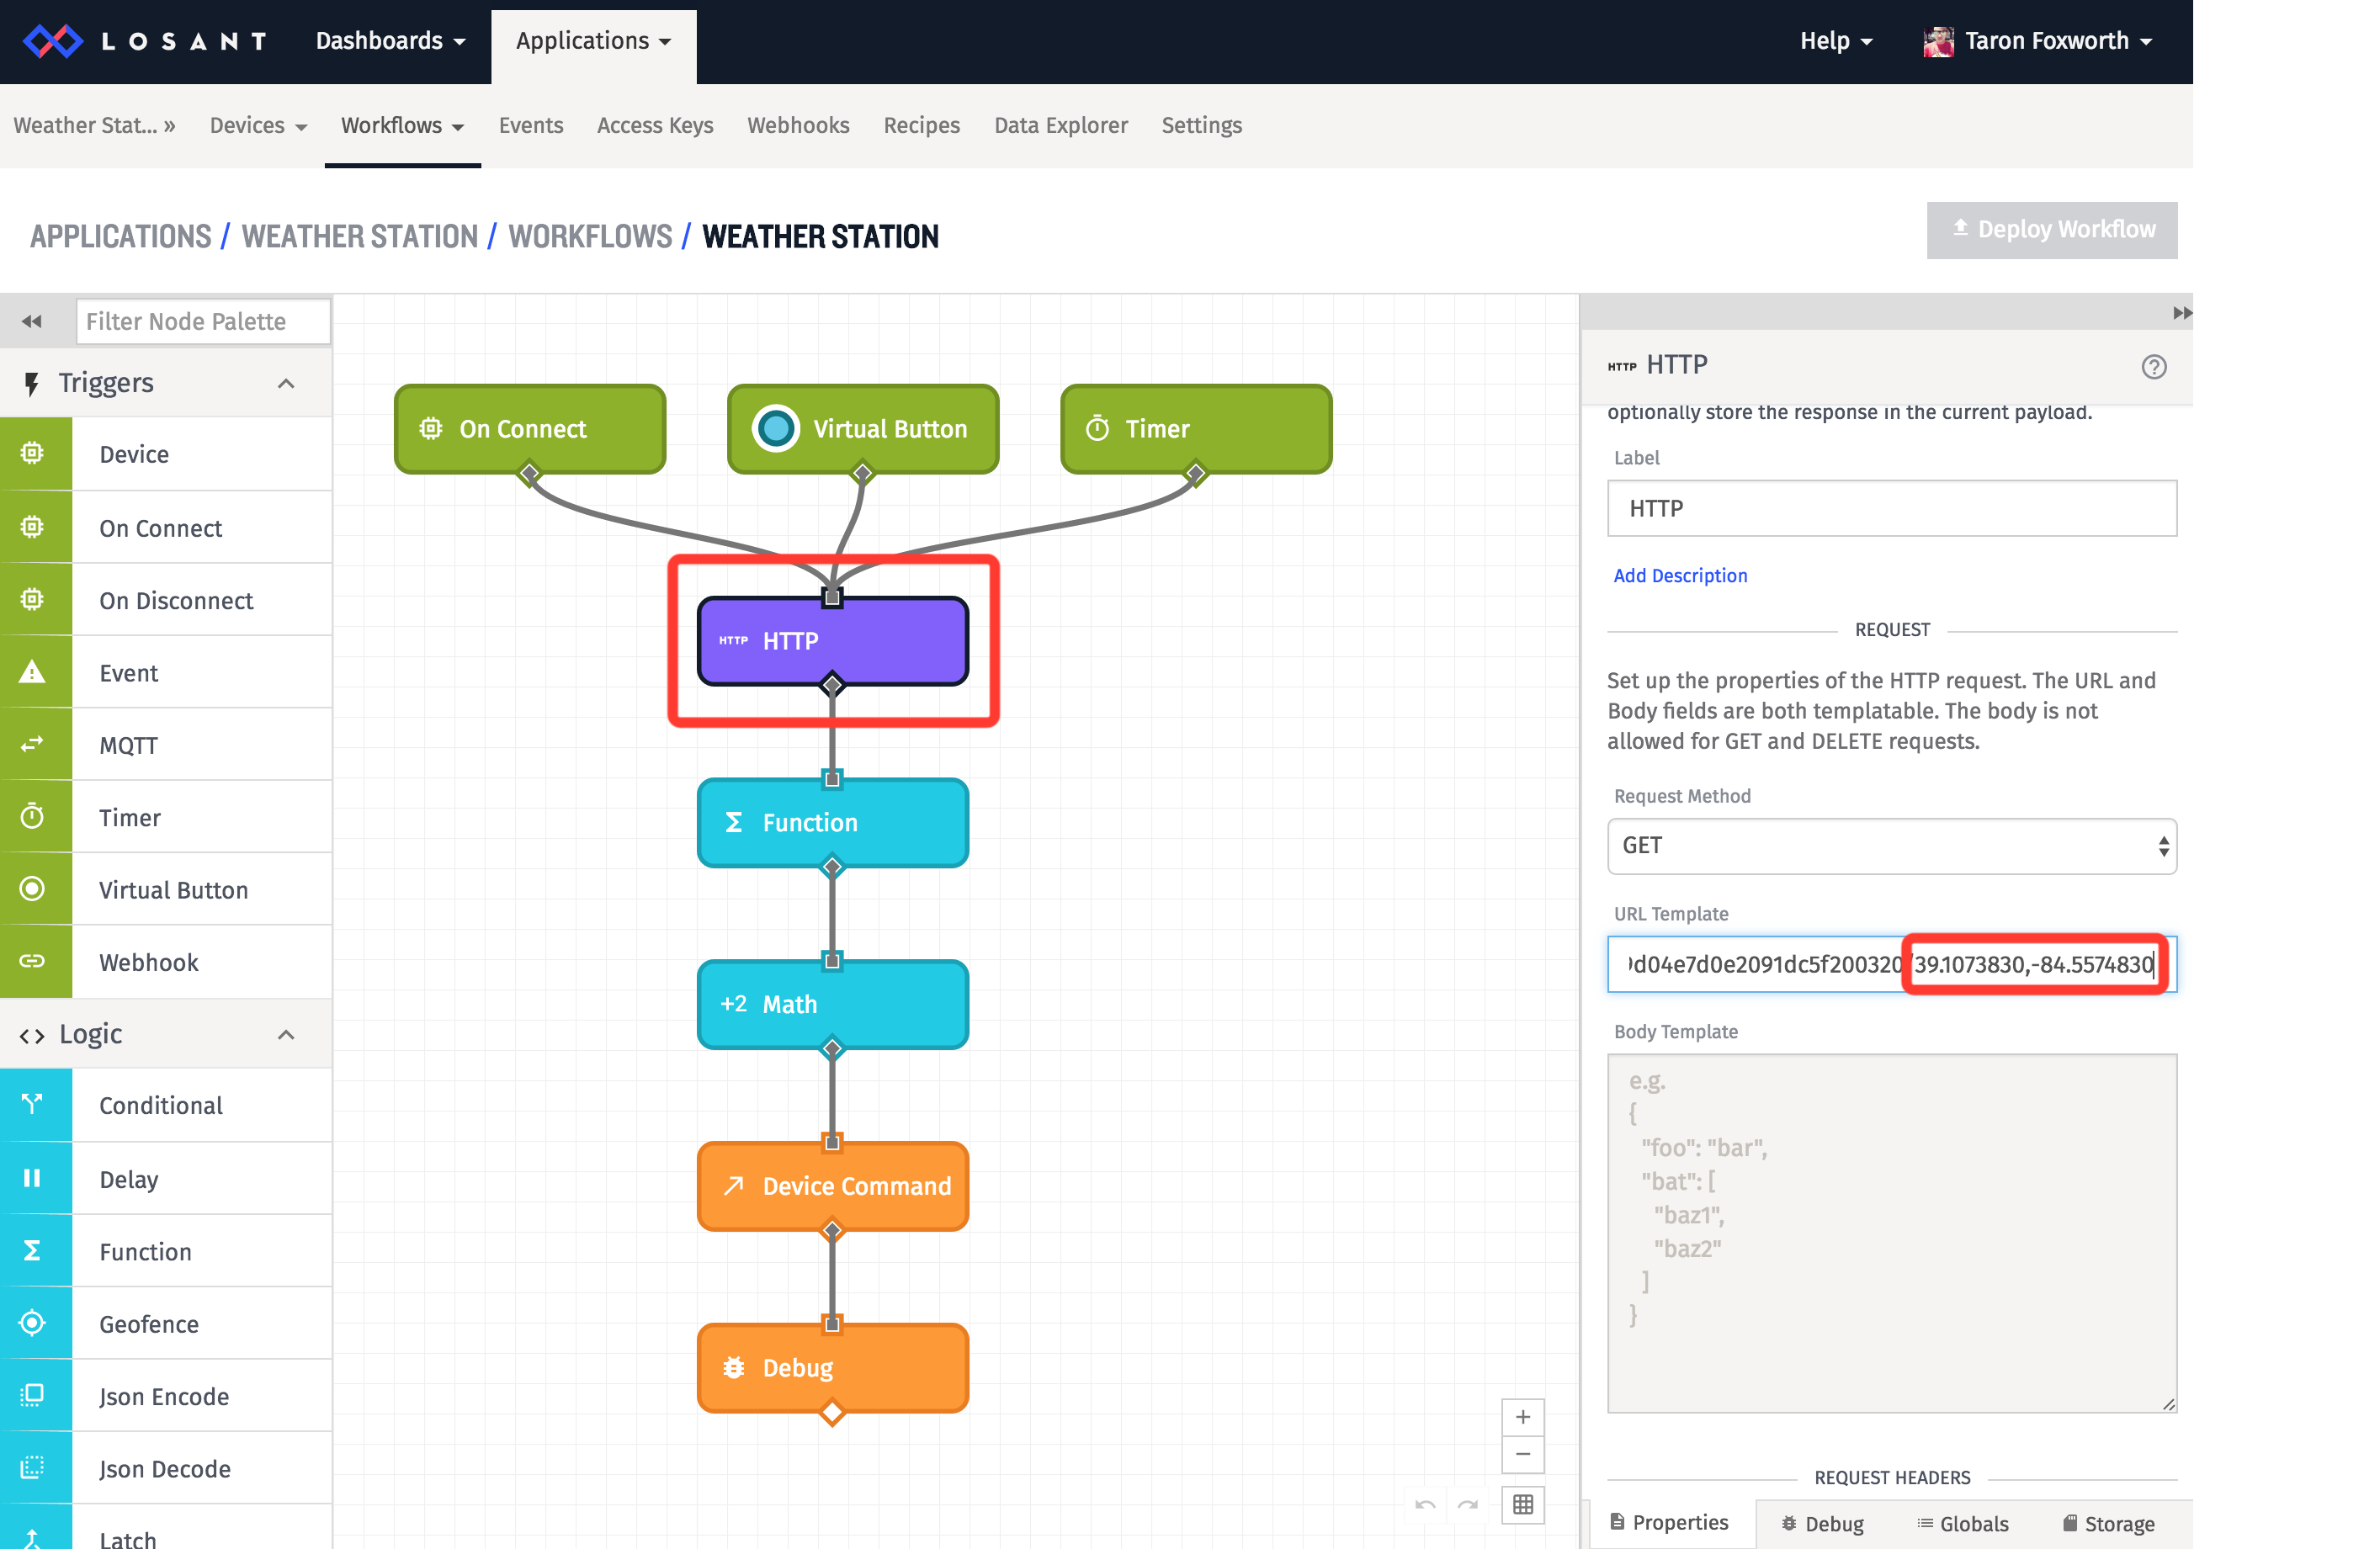 LOSANT
Dashboards
Applications
Help
Taron Foxworth
Weather Stat... »
Devices
Workflows
Events
Access Keys
Webhooks
Recipes
Data Explorer
Settings
APPLICATIONS / WEATHER STATION / WORKFLOWS / WEATHER STATION
Deploy Workflow
Filter Node Palette
Triggers
Device
On Connect
On Disconnect
Event
MQTT
Timer
Virtual Button
Webhook
Logic
Conditional
Delay
Function
Geofence
Json Encode
Json Decode
Latch
On Connect
Virtual Button
Timer
HTTP HTTP
Function
+2 Math
Device Command
Debug
HTTP HTTP
optionally store the response in the current payload.
Label
HTTP
Add Description
REQUEST
Set up the properties of the HTTP request. The URL and
Body fields are both templatable. The body is not
allowed for GET and DELETE requests.
Request Method
GET
URL Template
d04e7d0e2091dc5f200320/39.1073830,-84.5574830
Body Template
e.g.
{
"foo": "bar",
"bat": [
"baz1",
"baz2"
]
}
REQUEST HEADERS
Properties
Debug
Globals
Storage